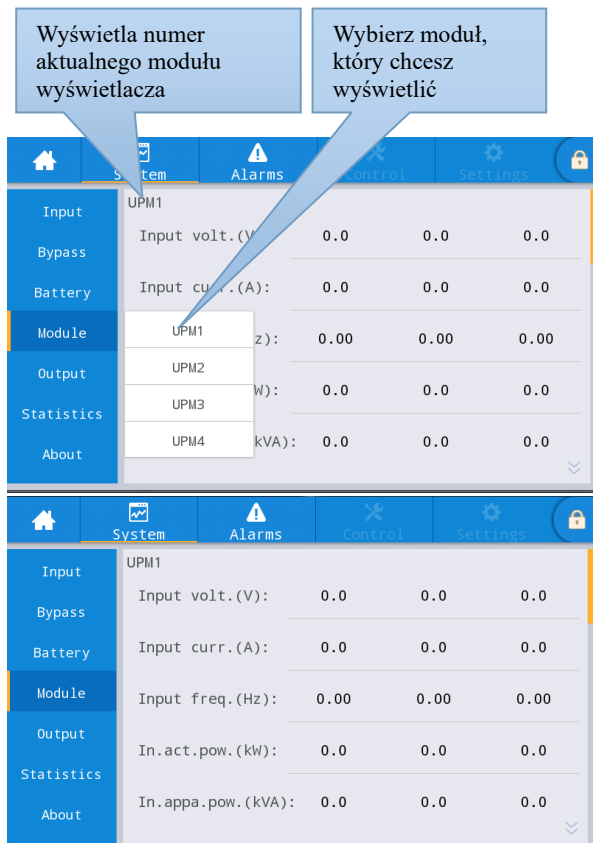 Wyświetla numer
aktualnego modułu
wyświetlacza
Wybierz moduł,
który chcesz
wyświetlić
System Alarms Control Settings
UPM1
Input
Input volt.(V 0.0 0.0 0.0
Bypass
Input curr.(A): 0.0 0.0 0.0
Battery
Module
UPM1
z): 0.00 0.00 0.00
UPM2
Output
W): 0.0 0.0 0.0
UPM3
Statistics
UPM4
kVA): 0.0 0.0 0.0
About
System Alarms Control Settings
UPM1
Input
Input volt.(V): 0.0 0.0 0.0
Bypass
Input curr.(A): 0.0 0.0 0.0
Battery
Module
Input freq.(Hz): 0.00 0.00 0.00
Output
In.act.pow.(kW): 0.0 0.0 0.0
Statistics
In.appa.pow.(kVA): 0.0 0.0 0.0
About